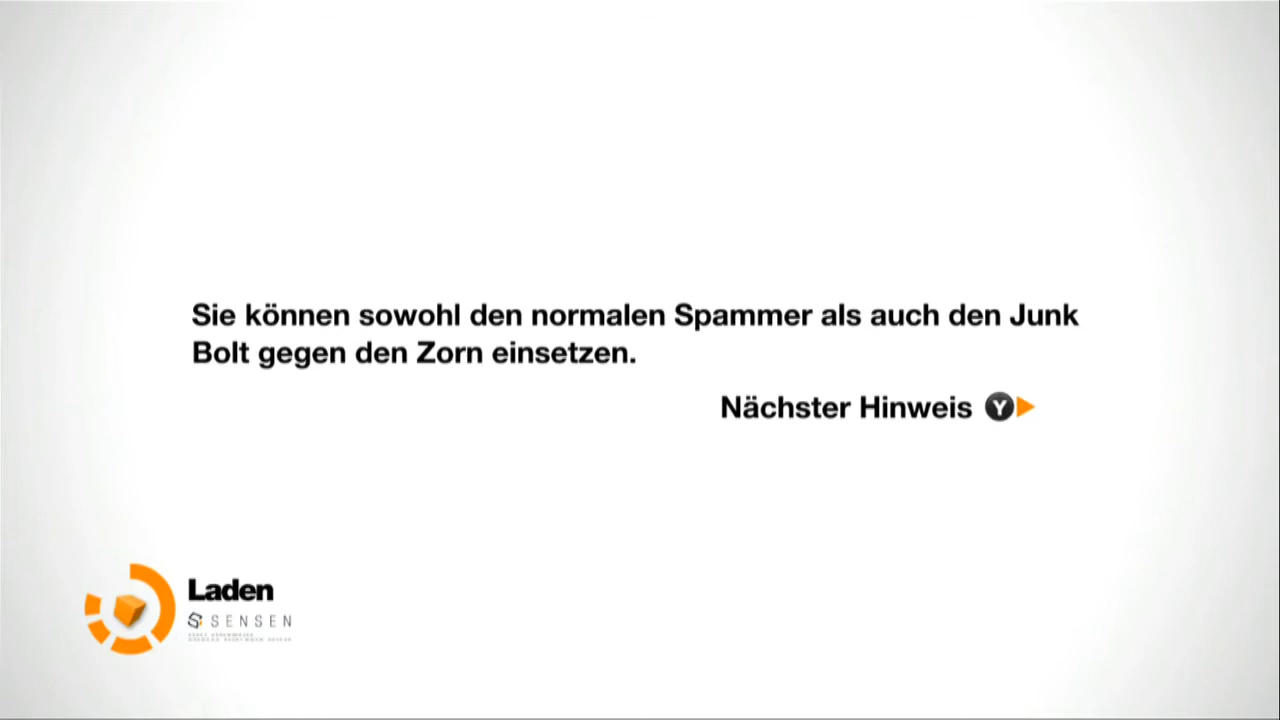 Sie können sowohl den normalen Spammer als auch den Junk
Bolt gegen den Zorn einsetzen.
Nächster Hinweis Y
Laden
SENSEN